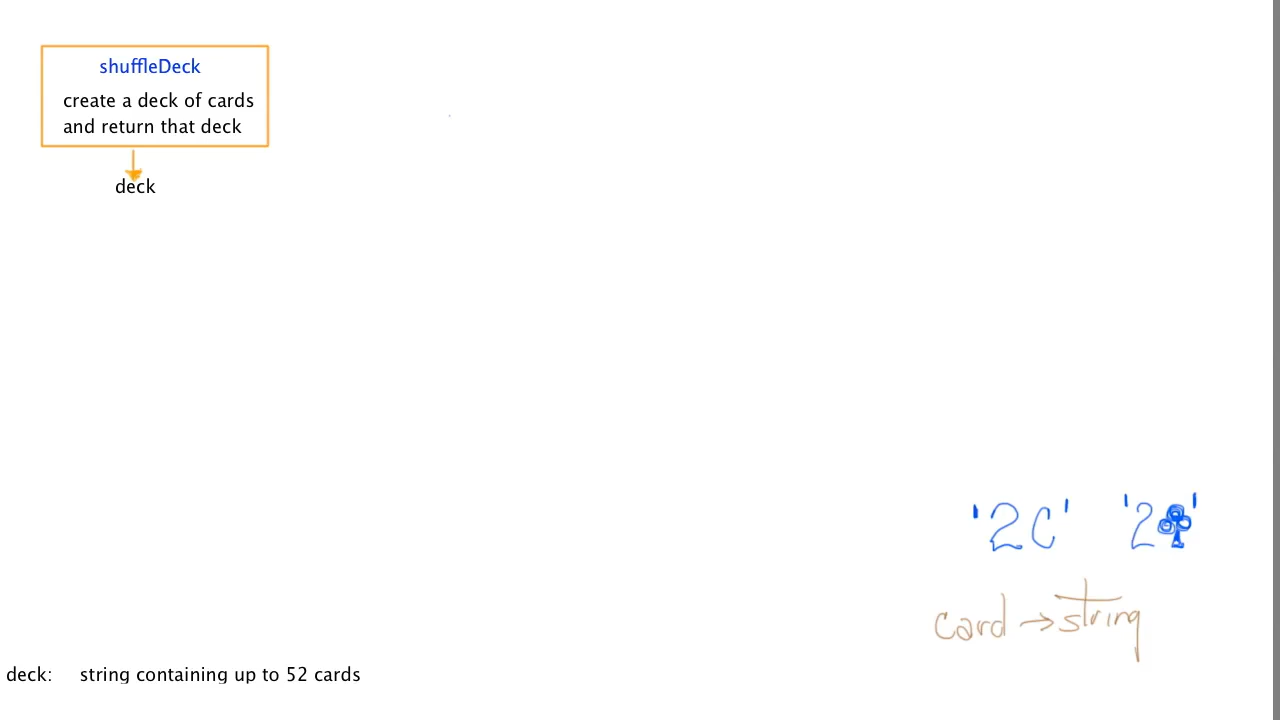 shuffleDeck
create a deck of cards
and return that deck
deck
'2C' '2♣'
card → string
deck: string containing up to 52 cards